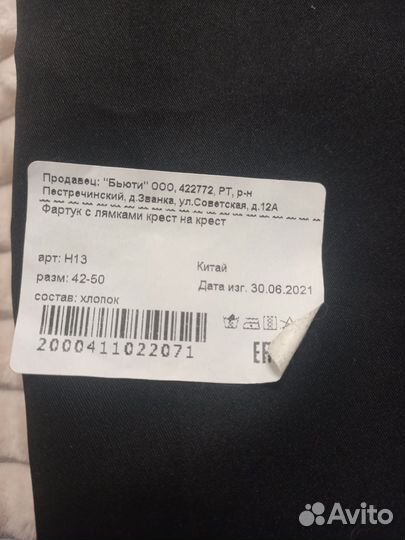 Продавец: "Бьюти" ООО, 422772, РТ, р-н
Пестречинский, д.Званка, ул.Советская, д.12А
Фартук с лямками крест на крест
арт: Н13
Китай
разм: 42-50
Дата изг. 30.06.2021
состав: хлопок
2000411022071
Avito